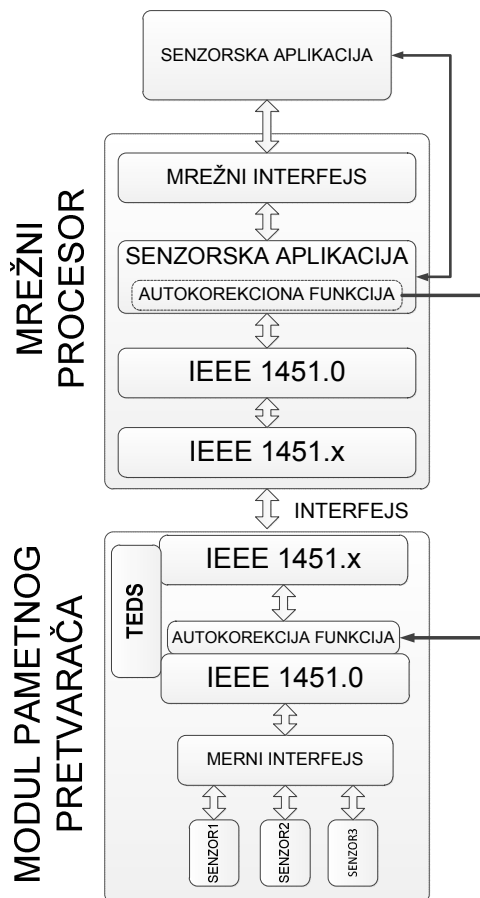 SENZORSKA APLIKACIJA
MREŽNI
PROCESOR
MREŽNI INTERFEJS
SENZORSKA APLIKACIJA
AUTOKOREKCIONA FUNKCIJA
IEEE 1451.0
IEEE 1451.x
INTERFEJS
MODUL PAMETNOG
PRETVARAČA
TEDS
IEEE 1451.x
AUTOKOREKCIJA FUNKCIJA
IEEE 1451.0
MERNI INTERFEJS
SENZOR1
SENZOR2
SENZOR3